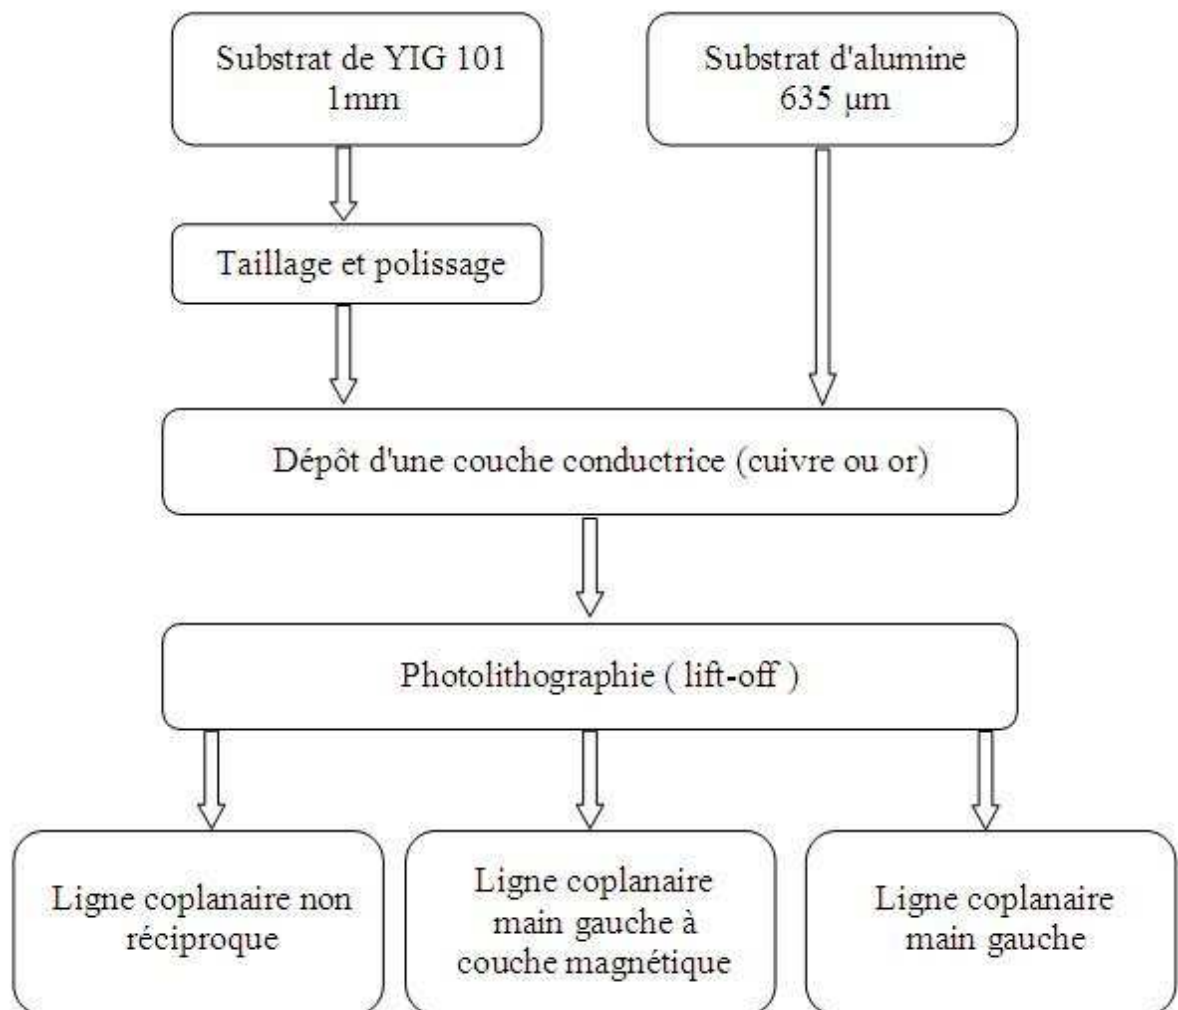 Substrat de YIG 101
1mm
Substrat d'alumine
635 µm
Taillage et polissage
Dépôt d'une couche conductrice (cuivre ou or)
Photolithographie ( lift-off )
Ligne coplanaire non
réciproque
Ligne coplanaire
main gauche à
couche magnétique
Ligne coplanaire
main gauche